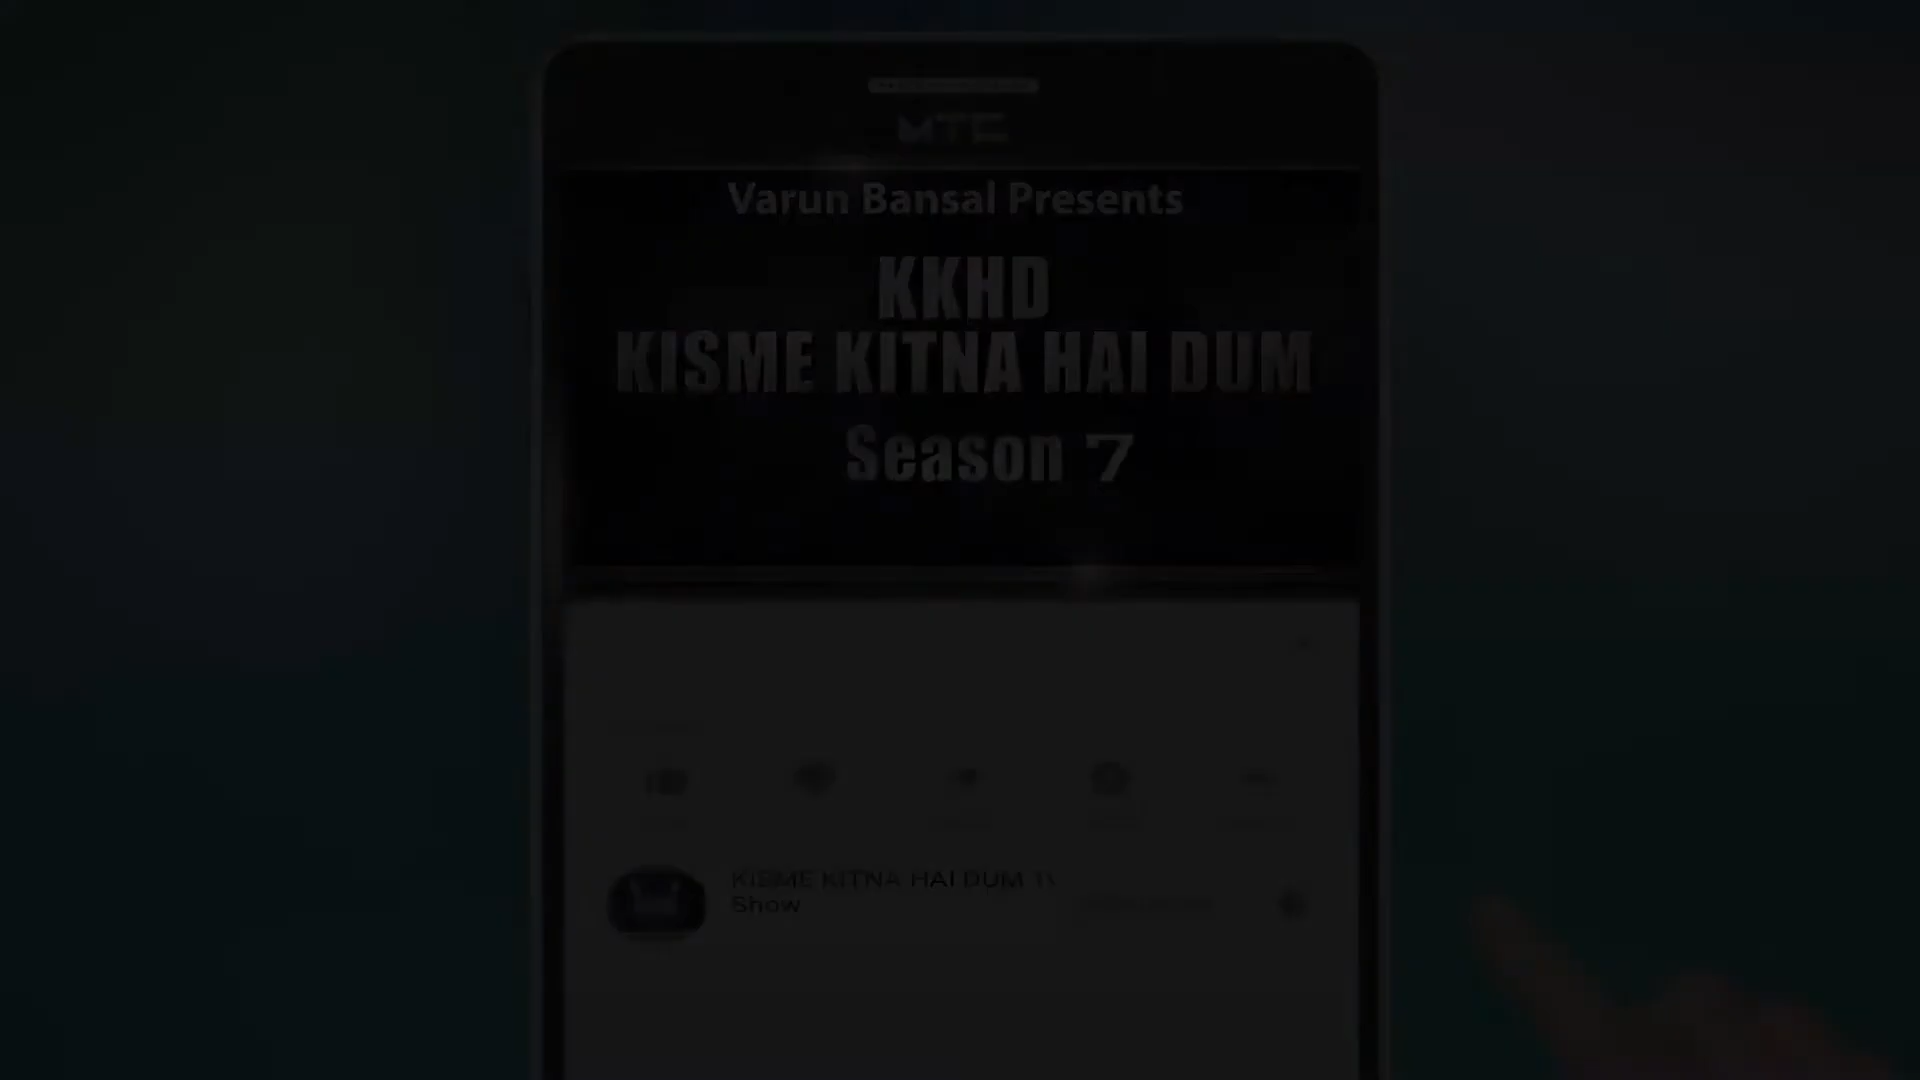 MTC
Varun Bansal Presents
KKHD
KISME KITNA HAI DUM
Season 7
KISME KITNA HAI DUM
Show